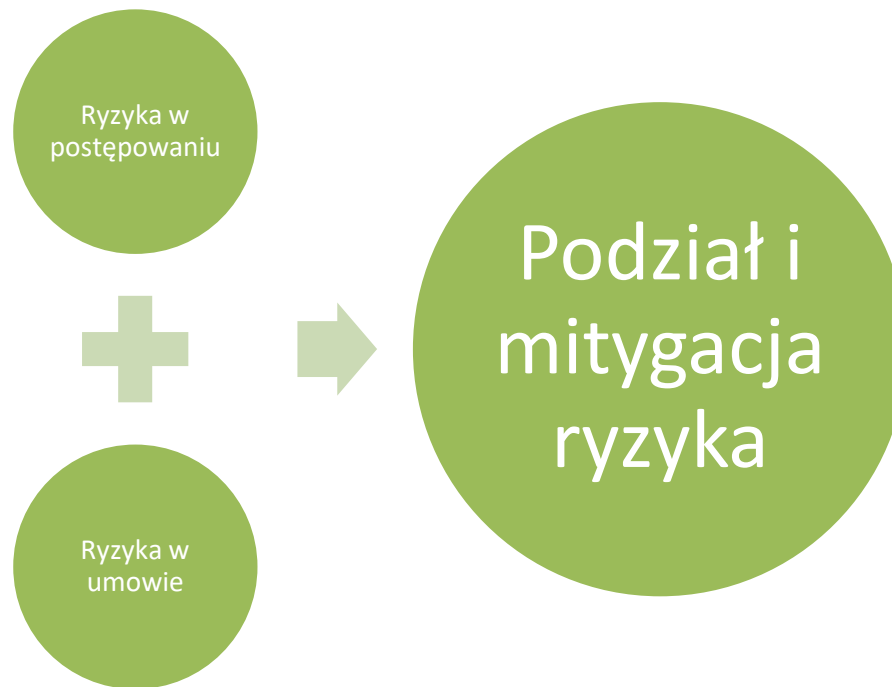 Ryzyka w
postępowaniu
Podział i
mitygacja
ryzyka
Ryzyka w
umowie